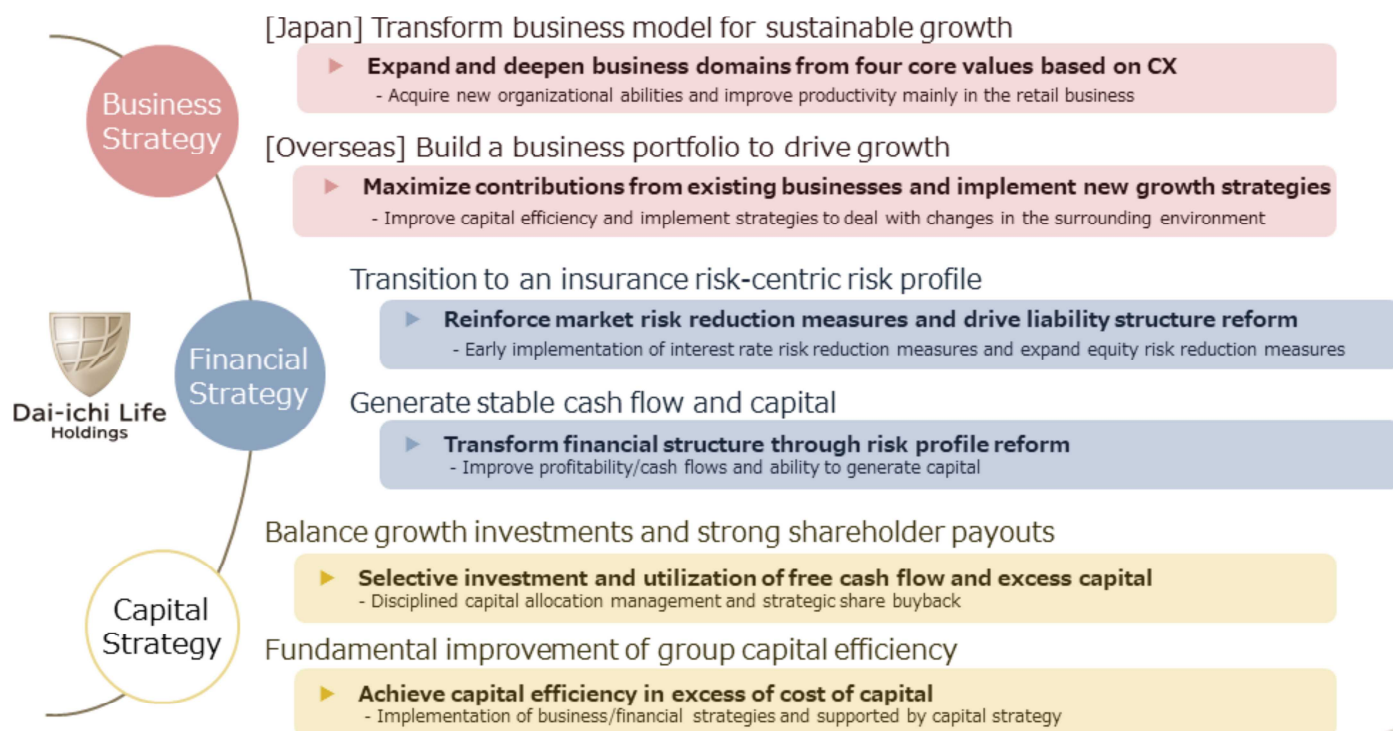 [Japan] Transform business model for sustainable growth
Expand and deepen business domains from four core values based on CX
- Acquire new organizational abilities and improve productivity mainly in the retail business
Business
Strategy
[Overseas] Build a business portfolio to drive growth
Maximize contributions from existing businesses and implement new growth strategies
- Improve capital efficiency and implement strategies to deal with changes in the surrounding environment
Transition to an insurance risk-centric risk profile
Reinforce market risk reduction measures and drive liability structure reform
- Early implementation of interest rate risk reduction measures and expand equity risk reduction measures
Financial
Strategy
Dai-ichi Life
Holdings
Generate stable cash flow and capital
Transform financial structure through risk profile reform
- Improve profitability/cash flows and ability to generate capital
Balance growth investments and strong shareholder payouts
Selective investment and utilization of free cash flow and excess capital
- Disciplined capital allocation management and strategic share buyback
Capital
Strategy
Fundamental improvement of group capital efficiency
Achieve capital efficiency in excess of cost of capital
- Implementation of business/financial strategies and supported by capital strategy